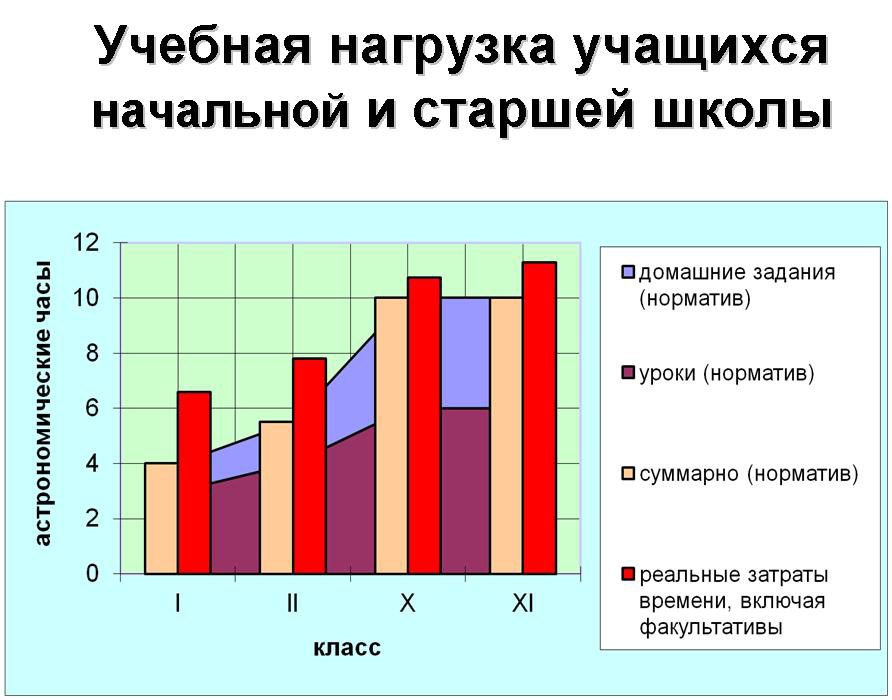 Учебная нагрузка учащихся
начальной и старшей школы
астрономические часы
12
10
8
6
4
2
0
I II X XI
класс
домашние задания
(норматив)
уроки (норматив)
суммарно (норматив)
реальные затраты
времени, включая
факультативы